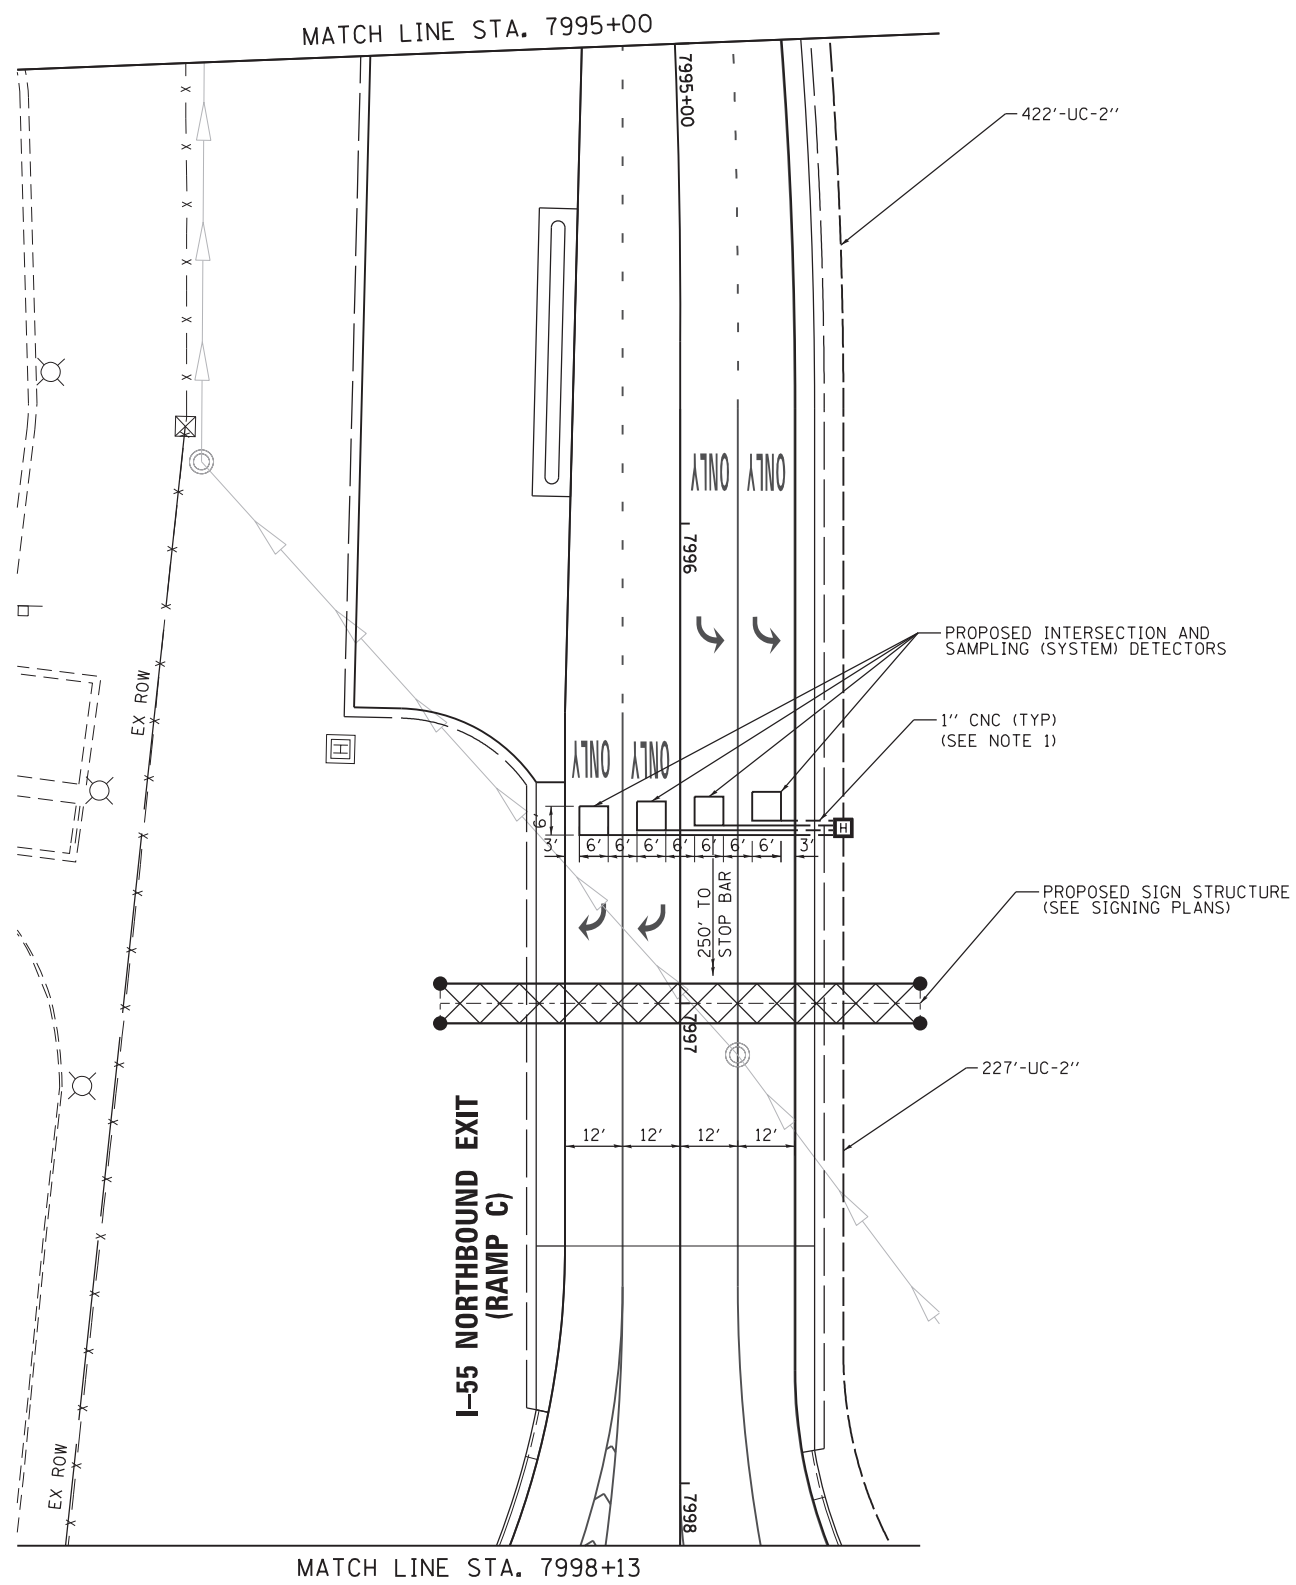 MATCH LINE STA. 7995+00
7995+00
422'-UC-2"
ONLY
ONLY
7996
PROPOSED INTERSECTION AND
SAMPLING (SYSTEM) DETECTORS
EX ROW
1" CNC (TYP)
(SEE NOTE 1)
H
ONLY
ONLY
6'
H
3'
6'
6'
6'
6'
6'
6'
6'
3'
250' TO
STOP BAR
PROPOSED SIGN STRUCTURE
(SEE SIGNING PLANS)
7997
227'-UC-2"
12'
12'
12'
12'
I-55 NORTHBOUND EXIT
(RAMP C)
EX ROW
7998
MATCH LINE STA. 7998+13